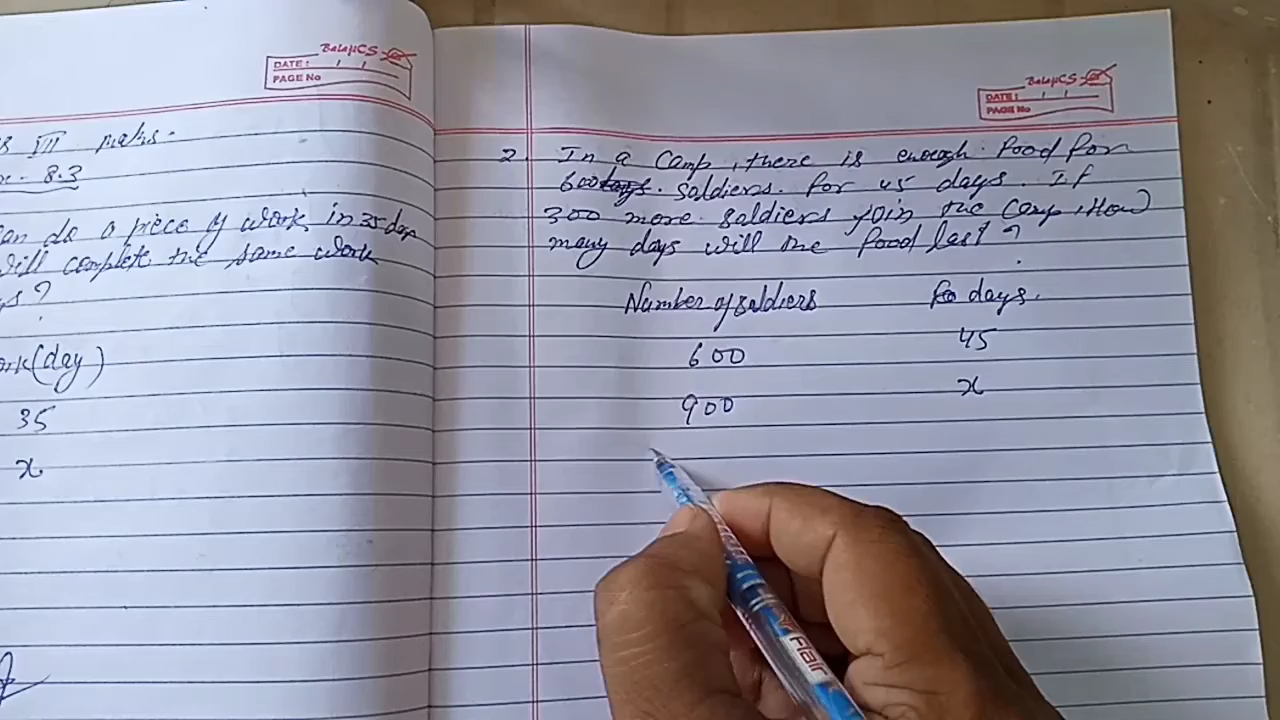 BalajiCS
DATE: / /
PAGE No
VII maths.
8.3
can do a piece of work in 35 days
will complete the same work
?
(day)
35
x.
BalajiCS
DATE: / /
PAGE No
2. In a Camp, there is enough food for
600 soldiers. for 45 days. If
300 more soldiers join the camp, How
many days will the food last?
Number of soldiers days.
600 45
900 x
Flair